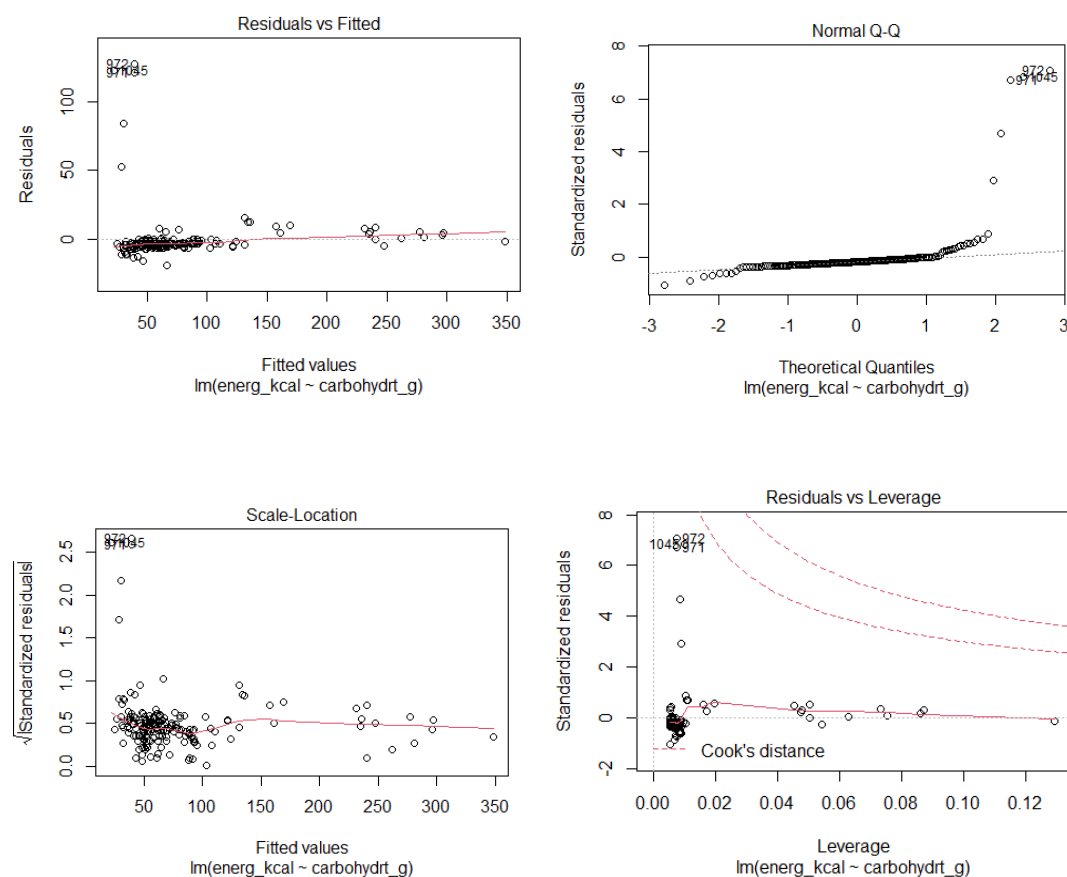 Residuals vs Fitted
Residuals
100
50
0
972
971
1045
50 100 150 200 250 300 350
Fitted values
lm(energ_kcal ~ carbohydrt_g)
Normal Q-Q
Standardized residuals
8
6
4
2
0
972
1045
971
-3 -2 -1 0 1 2 3
Theoretical Quantiles
lm(energ_kcal ~ carbohydrt_g)
Scale-Location
√|Standardized residuals|
2.5
2.0
1.5
1.0
0.5
0.0
972
971
1045
50 100 150 200 250 300 350
Fitted values
lm(energ_kcal ~ carbohydrt_g)
Residuals vs Leverage
Standardized residuals
8
6
4
2
0
-2
972
1045
971
Cook's distance
0.00 0.02 0.04 0.06 0.08 0.10 0.12
Leverage
lm(energ_kcal ~ carbohydrt_g)